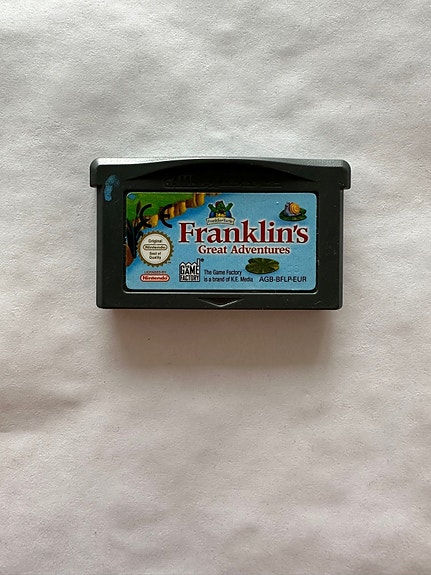 Franklin's
Great Adventures
Original
Nintendo
Seal of
Quality
LICENSED BY
Nintendo
THE
GAME
FACTORY
The Game Factory
is a brand of K.E. Media
AGB-BFLP-EUR